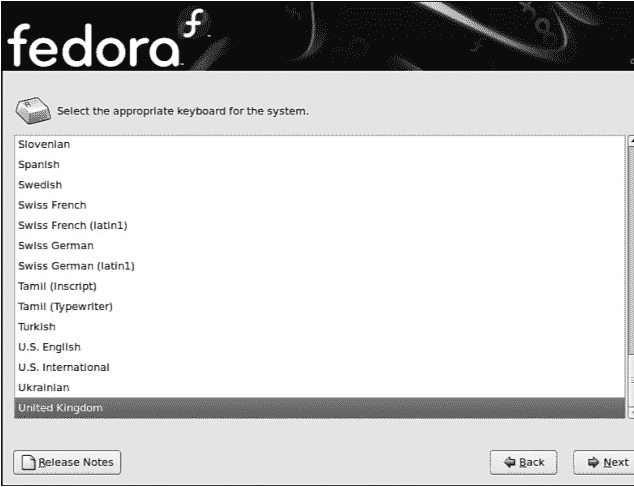 fedora
Select the appropriate keyboard for the system.
Slovenian
Spanish
Swedish
Swiss French
Swiss French (latin1)
Swiss German
Swiss German (latin1)
Tamil (Inscript)
Tamil (Typewriter)
Turkish
U.S. English
U.S. International
Ukrainian
United Kingdom
Release Notes
Back
Next